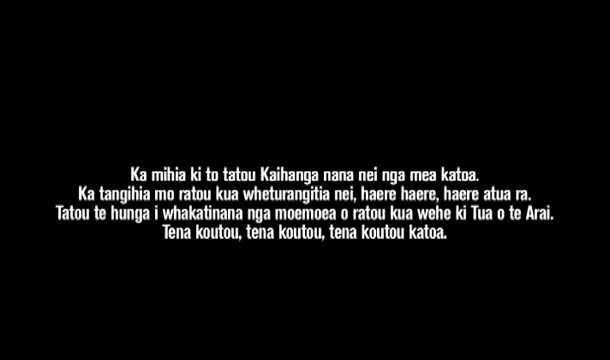 Ka mihia ki to tatou Kaihanga nana nei nga mea katoa.
Ka tangihia mo ratou kua wheturangitia nei, haere haere, haere atua ra.
Tatou te hunga i whakatinana nga moemoea o ratou kua wehe ki Tua o te Arai.
Tena koutou, tena koutou, tena koutou katoa.